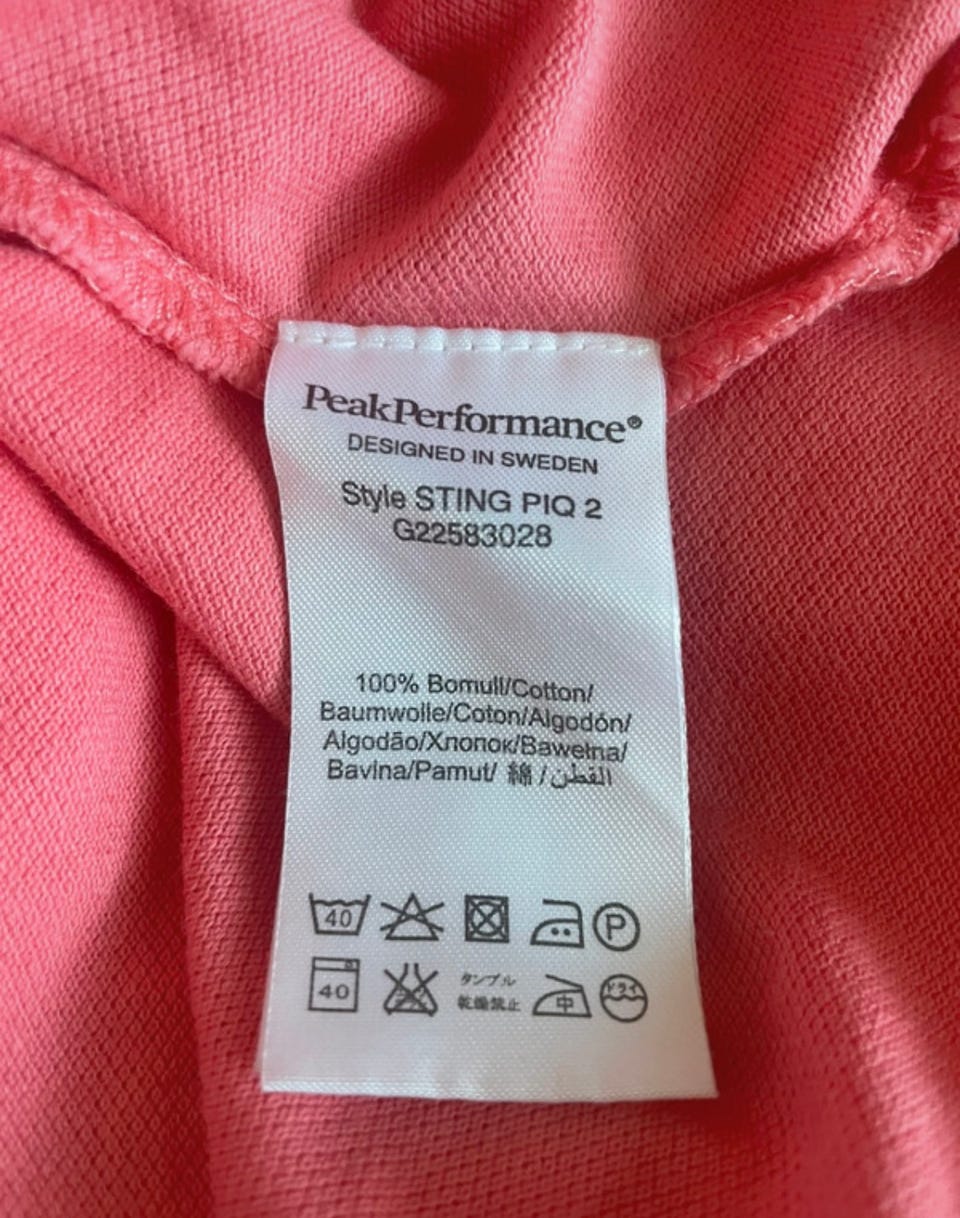 PeakPerformance®
DESIGNED IN SWEDEN
Style STING PIQ 2
G22583028
100% Bomull/Cotton/
Baumwolle/Coton/Algodón/
Algodão/Хлопок/Bawełna/
Bavlna/Pamut/ 綿 / القطن
40 P
40 タンブル 中 ドライ
乾燥禁止